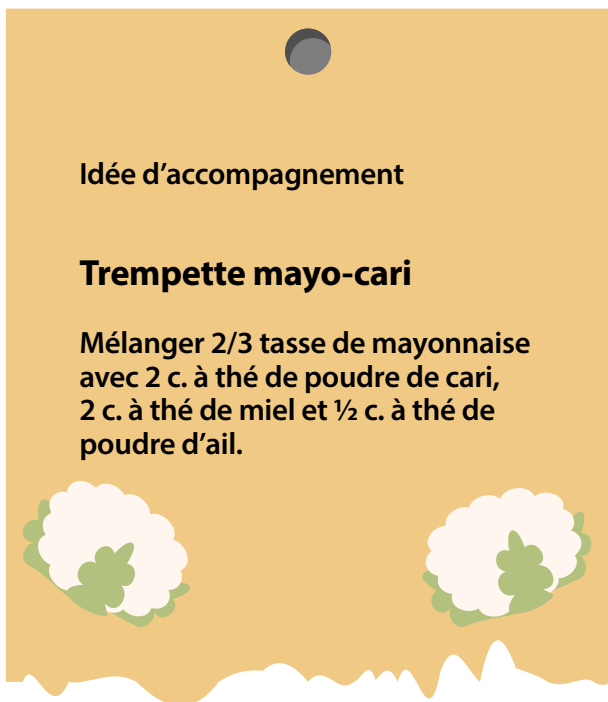 Idée d’accompagnement
Trempette mayo-cari
Mélanger 2/3 tasse de mayonnaise
avec 2 c. à thé de poudre de cari,
2 c. à thé de miel et ½ c. à thé de
poudre d’ail.